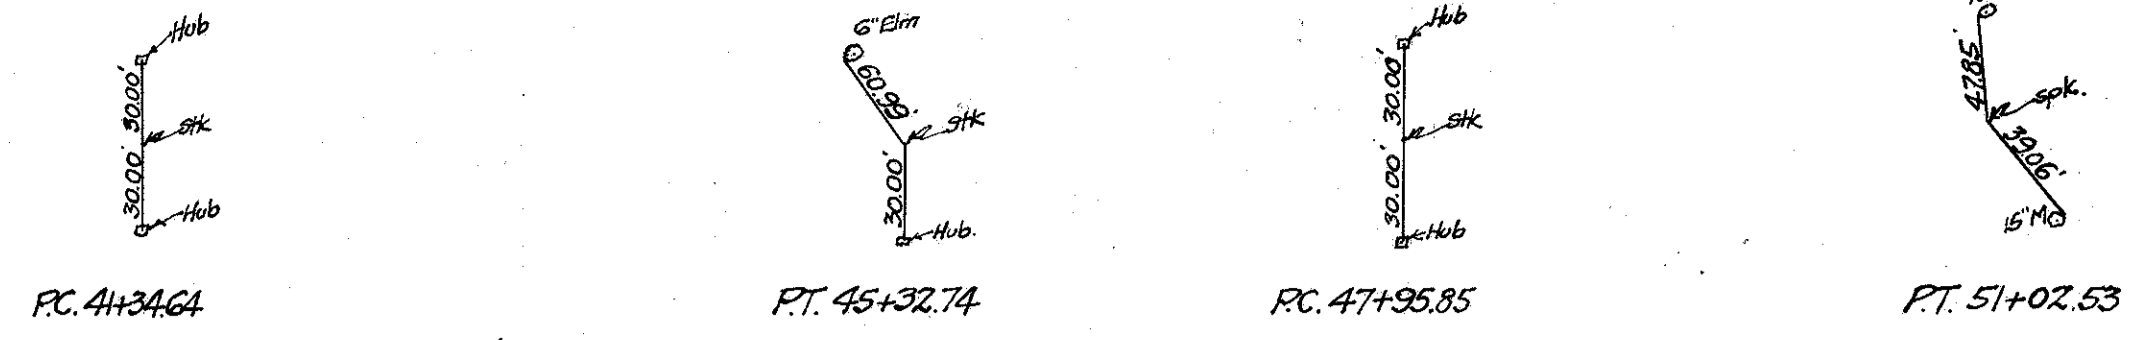 Hub
30.00'
Stk
30.00'
Hub
P.C. 41+34.64
6" Elm
60.99'
Stk
30.00'
Hub.
P.T. 45+32.74
Hub
30.00'
Stk
30.00'
Hub
P.C. 47+95.85
47.85'
spk.
39.06'
15" M
P.T. 51+02.53